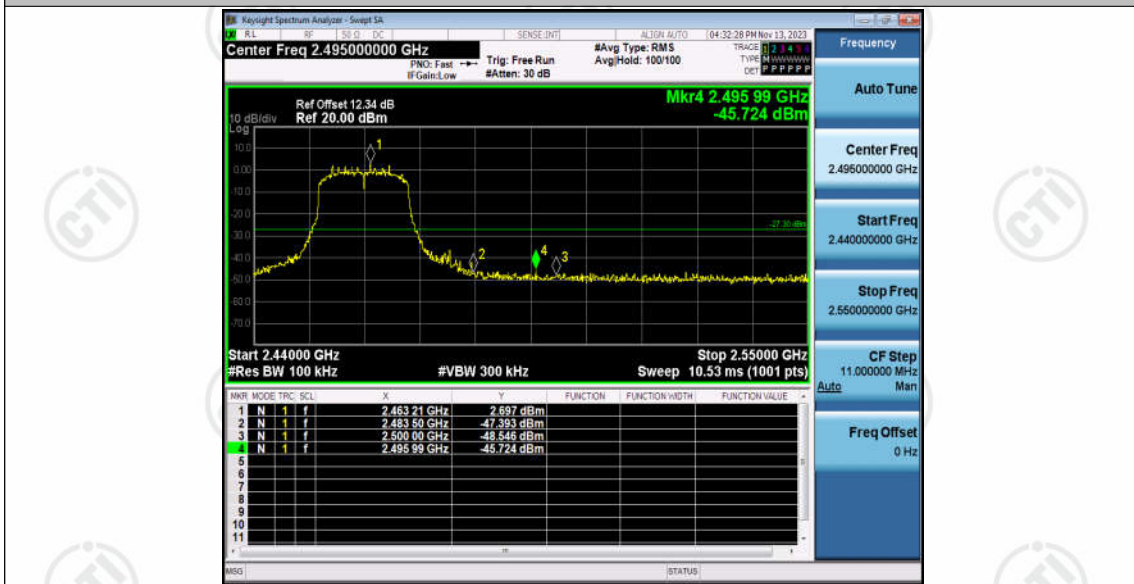 Keysight Spectrum Analyzer - Swept SA
RL RF 50 Ω DC SENSE:INT ALIGN AUTO 04:32:28 PM Nov 13, 2023
Center Freq 2.495000000 GHz
PNO: Fast
IFGain:Low
Trig: Free Run
#Atten: 30 dB
#Avg Type: RMS
Avg|Hold: 100/100
TRACE 1 2 3 4 5 6
TYPE M WWWWW
DET P P P P P P
Frequency
Auto Tune
Center Freq
2.495000000 GHz
Start Freq
2.440000000 GHz
Stop Freq
2.550000000 GHz
CF Step
11.000000 MHz
Auto Man
Freq Offset
0 Hz
Mkr4 2.495 99 GHz
-45.724 dBm
Ref Offset 12.34 dB
10 dB/div Ref 20.00 dBm
Log
10.0
0.00
-10.0
-20.0
-30.0
-40.0
-50.0
-60.0
-70.0
-27.30 dBm
1
2
4
3
Start 2.44000 GHz Stop 2.55000 GHz
#Res BW 100 kHz #VBW 300 kHz Sweep 10.53 ms (1001 pts)
MKR MODE TRC SCL X Y FUNCTION FUNCTION WIDTH FUNCTION VALUE
1 N 1 f 2.463 21 GHz 2.697 dBm
2 N 1 f 2.483 50 GHz -47.393 dBm
3 N 1 f 2.500 00 GHz -48.546 dBm
4 N 1 f 2.495 99 GHz -45.724 dBm
5
6
7
8
9
10
11
MSG STATUS
CTI
CTI